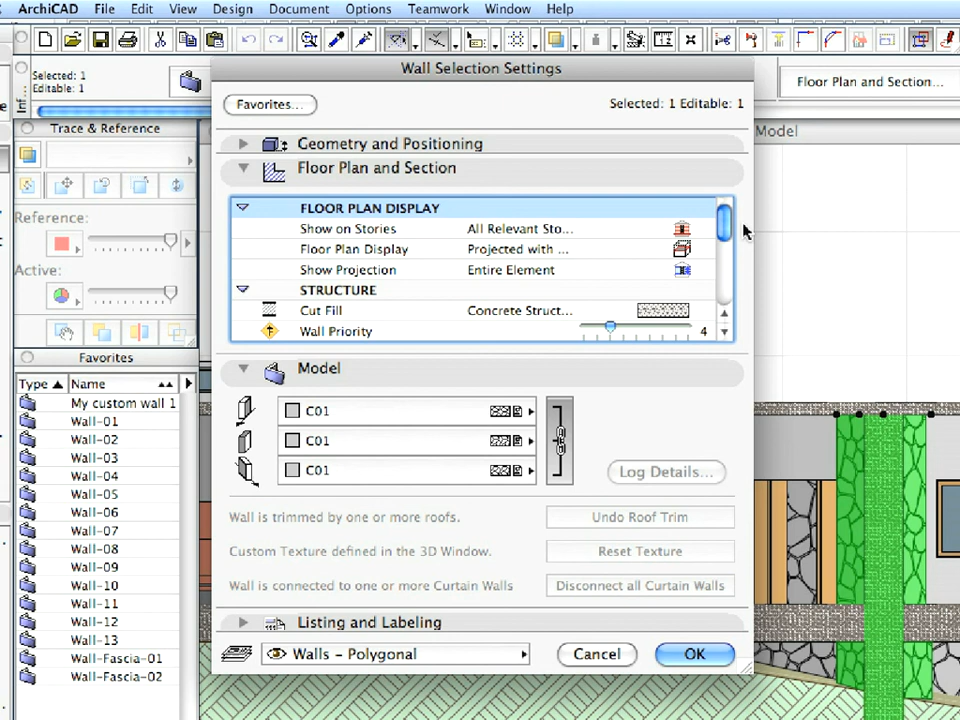 ArchiCAD File Edit View Design Document Options Teamwork Window Help
Selected: 1
Editable: 1
Wall Selection Settings
Floor Plan and Section...
Favorites...
Selected: 1 Editable: 1
Trace & Reference
Model
Geometry and Positioning
Floor Plan and Section
FLOOR PLAN DISPLAY
Show on Stories All Relevant Sto...
Floor Plan Display Projected with ...
Show Projection Entire Element
STRUCTURE
Cut Fill Concrete Struct...
Wall Priority 4
Reference:
Active:
Favorites
Type Name
My custom wall 1
Wall-01
Wall-02
Wall-03
Wall-04
Wall-05
Wall-06
Wall-07
Wall-08
Wall-09
Wall-10
Wall-11
Wall-12
Wall-13
Wall-Fascia-01
Wall-Fascia-02
Model
C01
C01
C01
Log Details...
Wall is trimmed by one or more roofs. Undo Roof Trim
Custom Texture defined in the 3D Window. Reset Texture
Wall is connected to one or more Curtain Walls Disconnect all Curtain Walls
Listing and Labeling
Walls - Polygonal Cancel OK